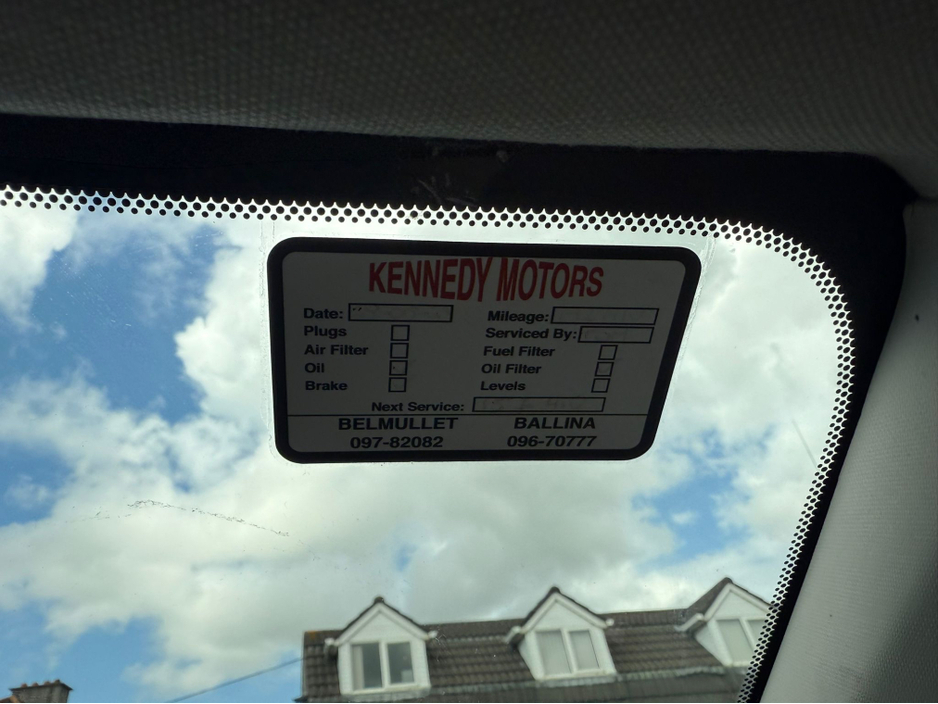 KENNEDY MOTORS
Date: Mileage:
Plugs Serviced By:
Air Filter Fuel Filter
Oil Oil Filter
Brake Levels
Next Service:
BELMULLET BALLINA
097-82082 096-70777